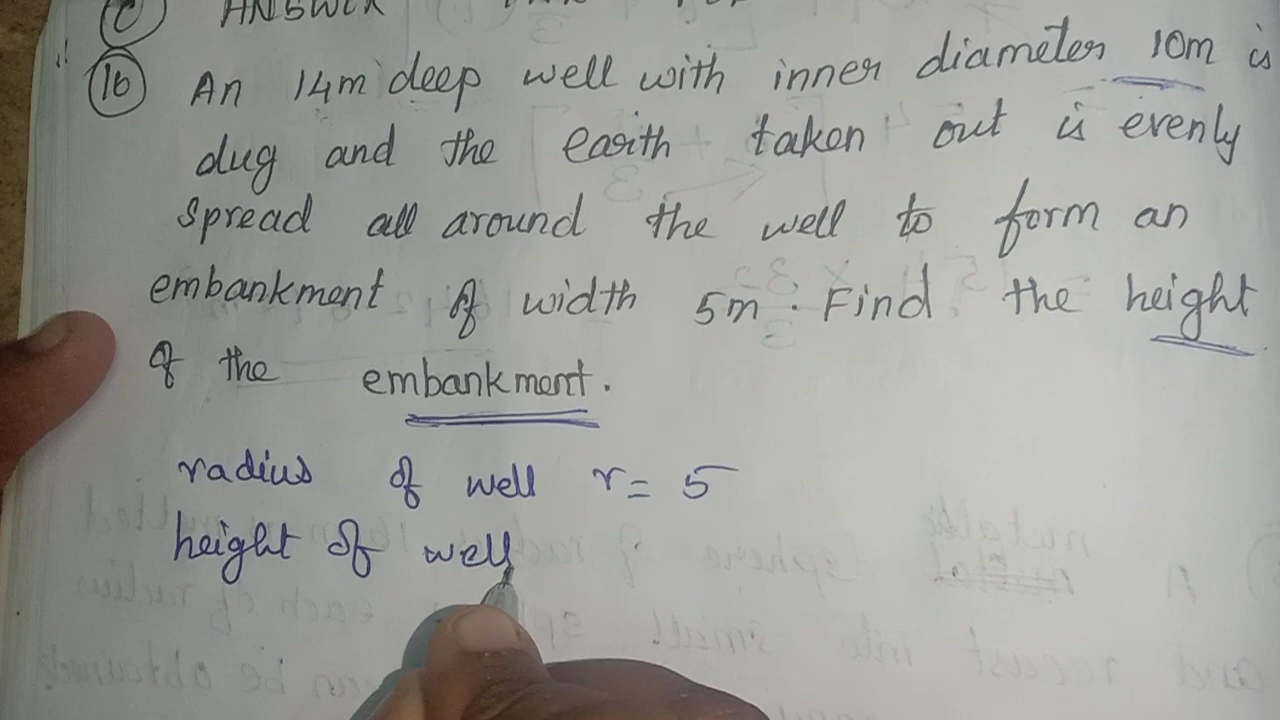 ANSWER
16 An 14m deep well with inner diameter 10m is
dug and the earth taken out is evenly
spread all around the well to form an
embankment of width 5m. Find the height
of the embankment.
radius of well r = 5
height of well